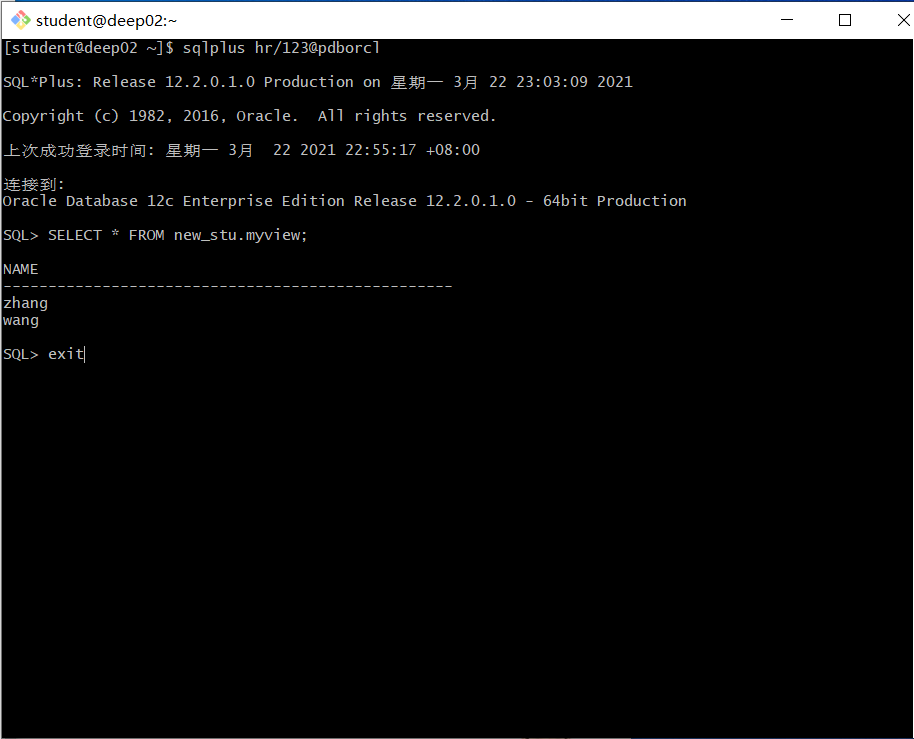 student@deep02:~
[student@deep02 ~]$ sqlplus hr/123@pdborcl
SQL*Plus: Release 12.2.0.1.0 Production on 星期一 3月 22 23:03:09 2021
Copyright (c) 1982, 2016, Oracle.  All rights reserved.
上次成功登录时间: 星期一 3月  22 2021 22:55:17 +08:00
连接到:
Oracle Database 12c Enterprise Edition Release 12.2.0.1.0 - 64bit Production
SQL> SELECT * FROM new_stu.myview;
NAME
--------------------------------------------------
zhang
wang
SQL> exit